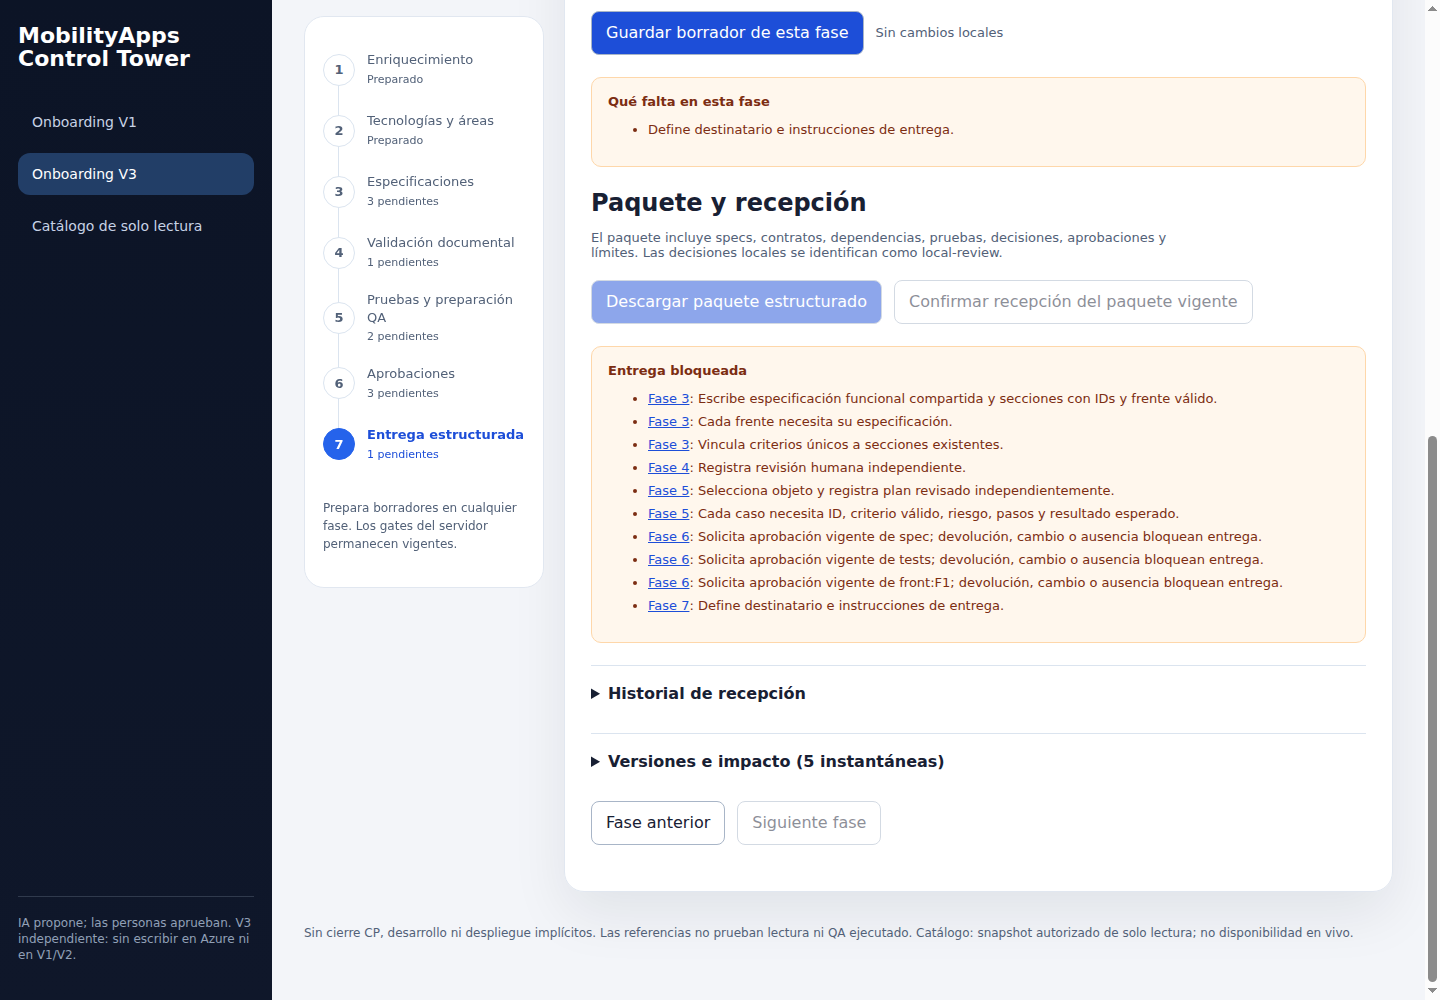 MobilityApps
Control Tower
Onboarding V1
Onboarding V3
Catálogo de solo lectura
IA propone; las personas aprueban. V3
independiente: sin escribir en Azure ni
en V1/V2.
1
Enriquecimiento
Preparado
2
Tecnologías y áreas
Preparado
3
Especificaciones
3 pendientes
4
Validación documental
1 pendientes
5
Pruebas y preparación
QA
2 pendientes
6
Aprobaciones
3 pendientes
7
Entrega estructurada
1 pendientes
Prepara borradores en cualquier
fase. Los gates del servidor
permanecen vigentes.
Guardar borrador de esta fase
Sin cambios locales
Qué falta en esta fase
• Define destinatario e instrucciones de entrega.
Paquete y recepción
El paquete incluye specs, contratos, dependencias, pruebas, decisiones, aprobaciones y
límites. Las decisiones locales se identifican como local-review.
Descargar paquete estructurado
Confirmar recepción del paquete vigente
Entrega bloqueada
• Fase 3: Escribe especificación funcional compartida y secciones con IDs y frente válido.
• Fase 3: Cada frente necesita su especificación.
• Fase 3: Vincula criterios únicos a secciones existentes.
• Fase 4: Registra revisión humana independiente.
• Fase 5: Selecciona objeto y registra plan revisado independientemente.
• Fase 5: Cada caso necesita ID, criterio válido, riesgo, pasos y resultado esperado.
• Fase 6: Solicita aprobación vigente de spec; devolución, cambio o ausencia bloquean entrega.
• Fase 6: Solicita aprobación vigente de tests; devolución, cambio o ausencia bloquean entrega.
• Fase 6: Solicita aprobación vigente de front:F1; devolución, cambio o ausencia bloquean entrega.
• Fase 7: Define destinatario e instrucciones de entrega.
Historial de recepción
Versiones e impacto (5 instantáneas)
Fase anterior
Siguiente fase
Sin cierre CP, desarrollo ni despliegue implícitos. Las referencias no prueban lectura ni QA ejecutado. Catálogo: snapshot autorizado de solo lectura; no disponibilidad en vivo.